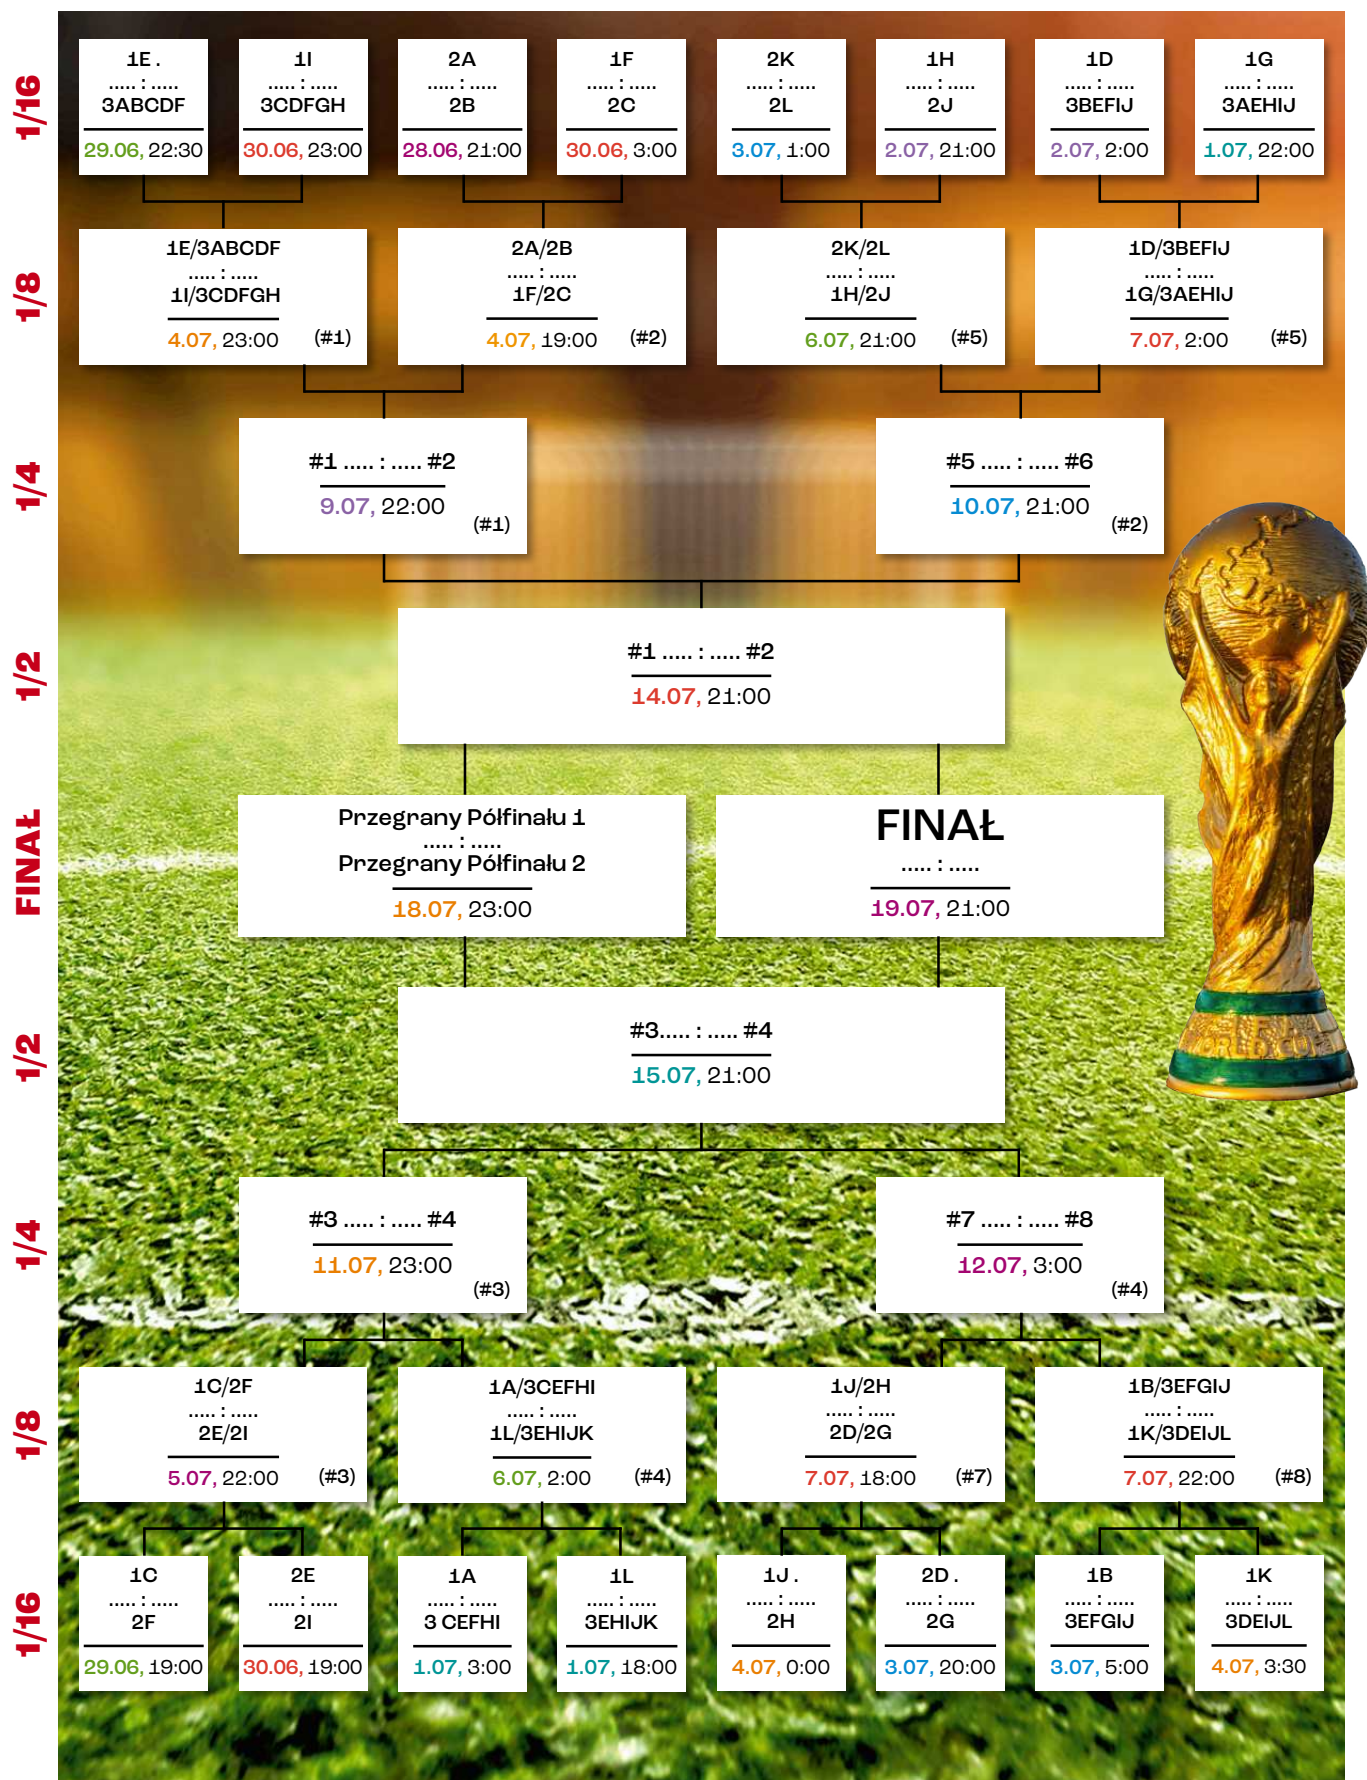 1/16
1E .
..... : .....
3ABCDF
29.06, 22:30
1I
..... : .....
3CDFGH
30.06, 23:00
2A
..... : .....
2B
28.06, 21:00
1F
..... : .....
2C
30.06, 3:00
2K
..... : .....
2L
3.07, 1:00
1H
..... : .....
2J
2.07, 21:00
1D
..... : .....
3BEFIJ
2.07, 2:00
1G
..... : .....
3AEHIJ
1.07, 22:00
1/8
1E/3ABCDF
..... : .....
1I/3CDFGH
4.07, 23:00 (#1)
2A/2B
..... : .....
1F/2C
4.07, 19:00 (#2)
2K/2L
..... : .....
1H/2J
6.07, 21:00 (#5)
1D/3BEFIJ
..... : .....
1G/3AEHIJ
7.07, 2:00 (#5)
1/4
#1 ..... : ..... #2
9.07, 22:00
(#1)
#5 ..... : ..... #6
10.07, 21:00
(#2)
1/2
#1 ..... : ..... #2
14.07, 21:00
FINAŁ
Przegrany Półfinału 1
..... : .....
Przegrany Półfinału 2
18.07, 23:00
FINAŁ
..... : .....
19.07, 21:00
1/2
#3..... : ..... #4
15.07, 21:00
WORLD CUP
1/4
#3 ..... : ..... #4
11.07, 23:00
(#3)
#7 ..... : ..... #8
12.07, 3:00
(#4)
1/8
1C/2F
..... : .....
2E/2I
5.07, 22:00 (#3)
1A/3CEFHI
..... : .....
1L/3EHIJK
6.07, 2:00 (#4)
1J/2H
..... : .....
2D/2G
7.07, 18:00 (#7)
1B/3EFGIJ
..... : .....
1K/3DEIJL
7.07, 22:00 (#8)
1/16
1C
..... : .....
2F
29.06, 19:00
2E
..... : .....
2I
30.06, 19:00
1A
..... : .....
3 CEFHI
1.07, 3:00
1L
..... : .....
3EHIJK
1.07, 18:00
1J .
..... : .....
2H
4.07, 0:00
2D .
..... : .....
2G
3.07, 20:00
1B
..... : .....
3EFGIJ
3.07, 5:00
1K
..... : .....
3DEIJL
4.07, 3:30